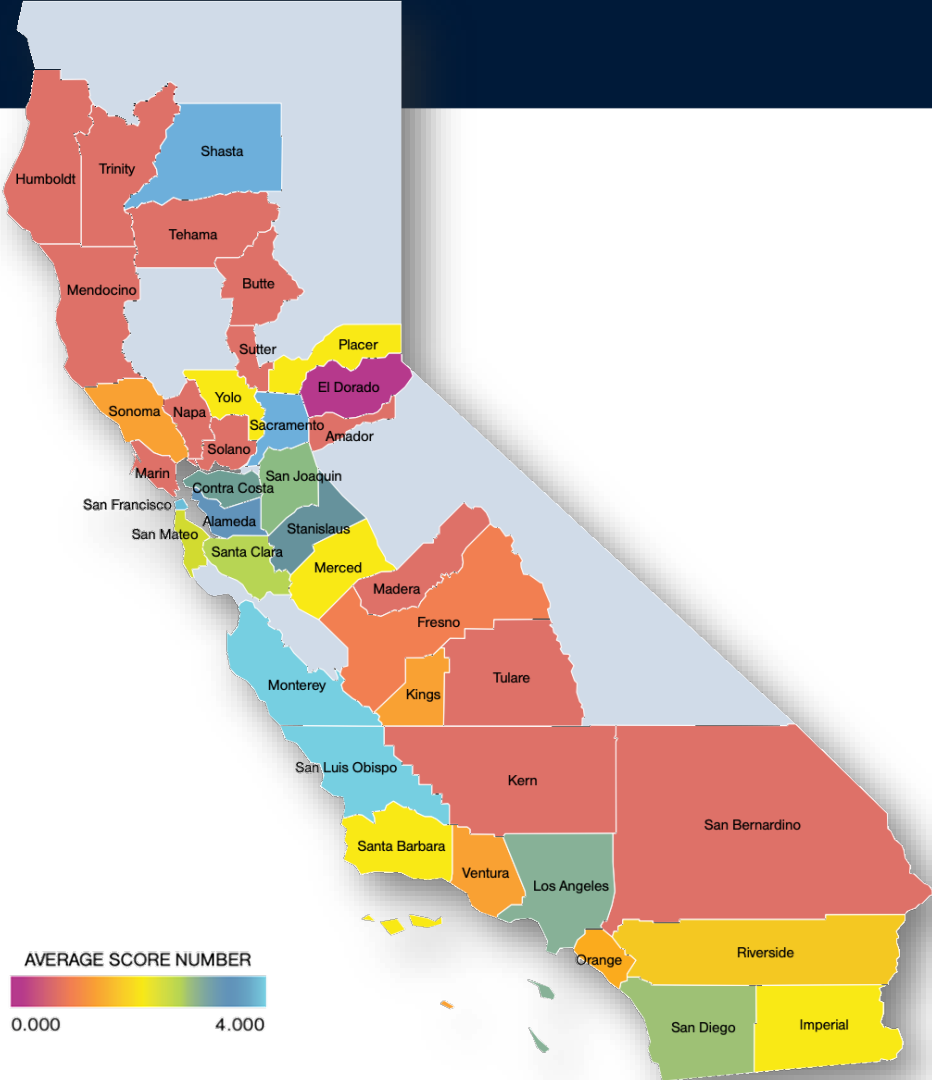 Shasta
Humboldt
Trinity
Tehama
Mendocino
Butte
Sutter
Placer
El Dorado
Yolo
Sonoma
Napa
Sacramento
Amador
Solano
Marin
San Joaquin
Contra Costa
San Francisco
Alameda
Stanislaus
San Mateo
Santa Clara
Merced
Madera
Fresno
Tulare
Monterey
Kings
San Luis Obispo
Kern
San Bernardino
Santa Barbara
Ventura
Los Angeles
Riverside
Orange
San Diego
Imperial
AVERAGE SCORE NUMBER
0.000
4.000